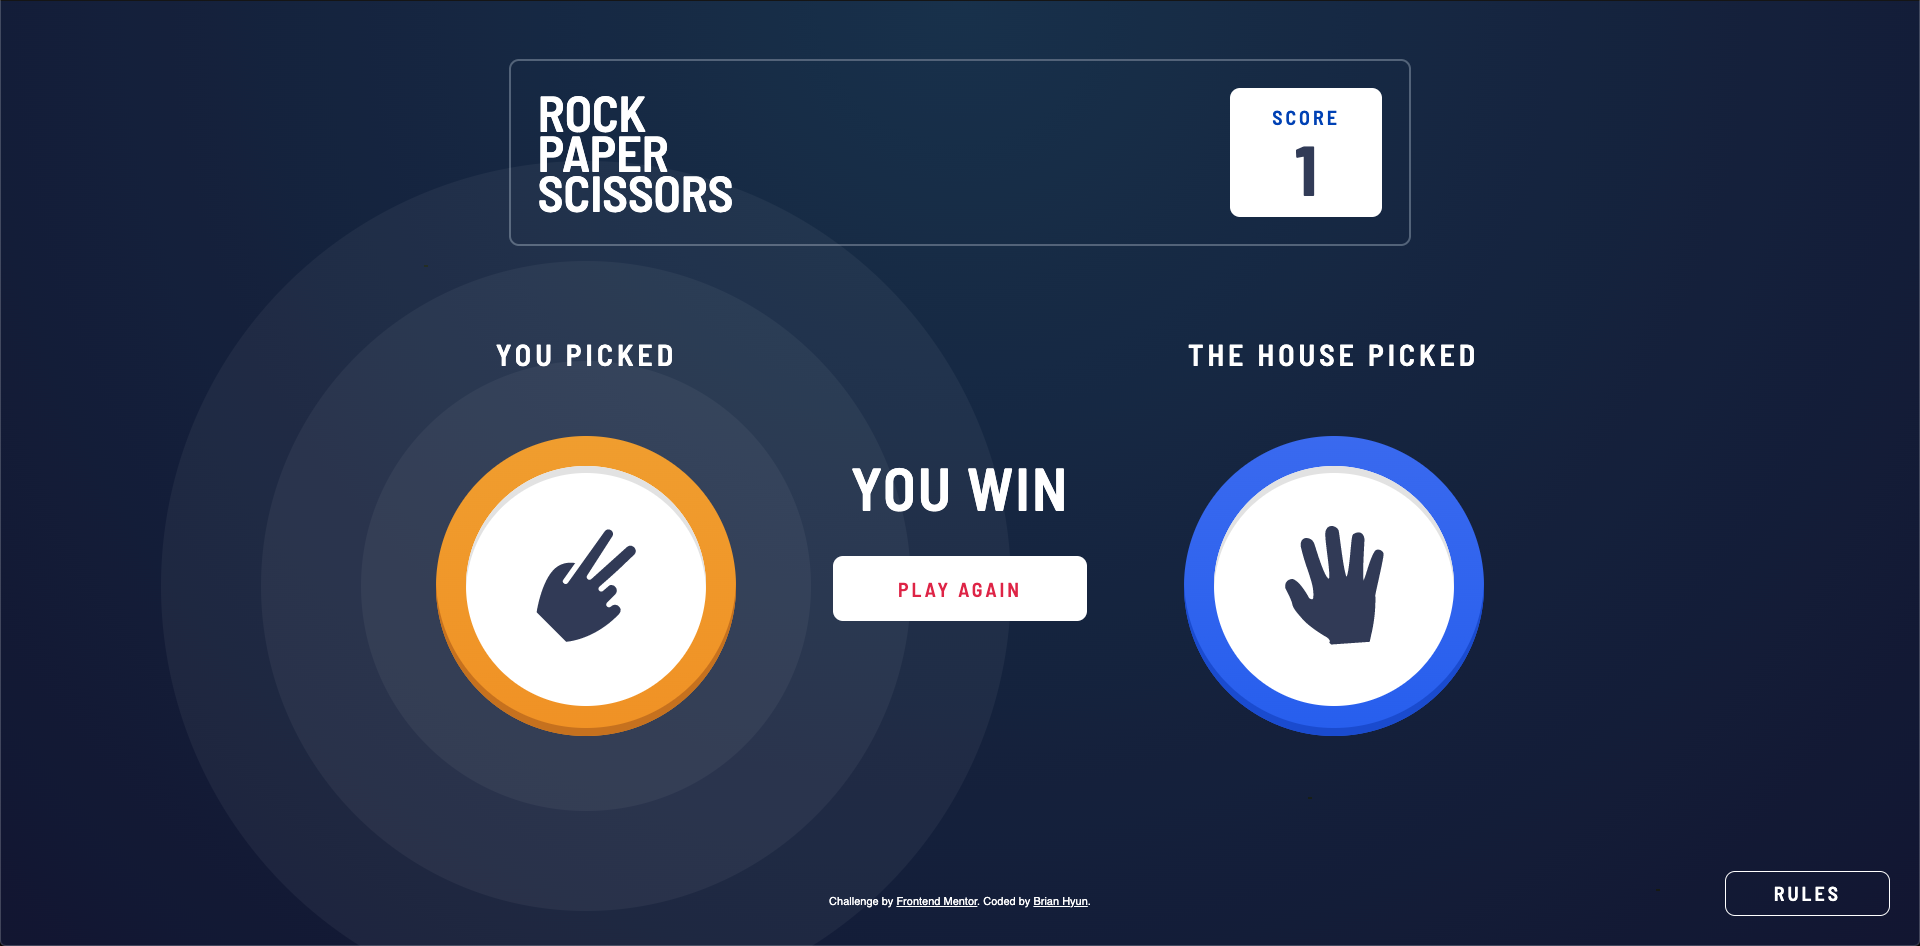 ROCK
PAPER
SCISSORS
SCORE
1
YOU PICKED
THE HOUSE PICKED
YOU WIN
PLAY AGAIN
Challenge by Frontend Mentor. Coded by Brian Hyun.
RULES